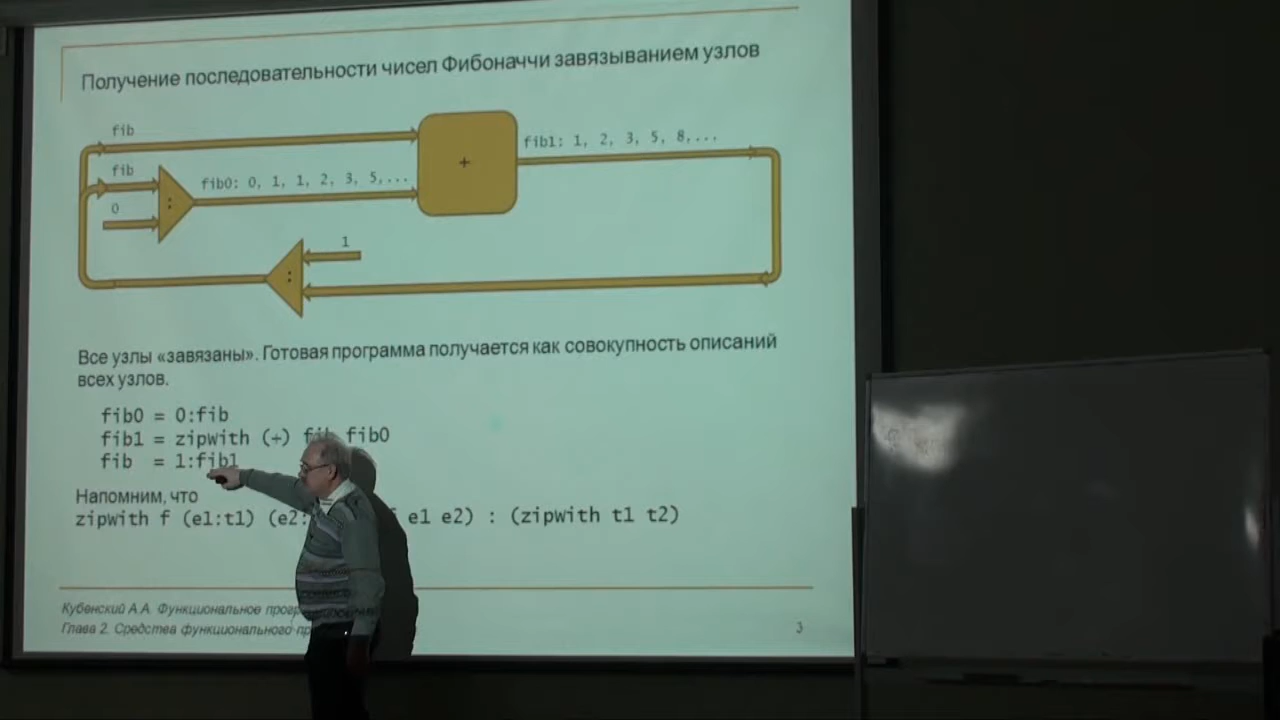 Получение последовательности чисел Фибоначчи завязыванием узлов
fib
fib1: 1, 2, 3, 5, 8,...
+
fib
fib0: 0, 1, 1, 2, 3, 5,...
:
0
1
:
Все узлы «завязаны». Готовая программа получается как совокупность описаний
всех узлов.
fib0 = 0:fib
fib1 = zipWith (+) fib fib0
fib = 1:fib1
Напомним, что
zipWith f (e1:t1) (e2: e1 e2) : (zipWith t1 t2)
Кубенский А.А. Функциональное
Глава 2. Средства функционального
3